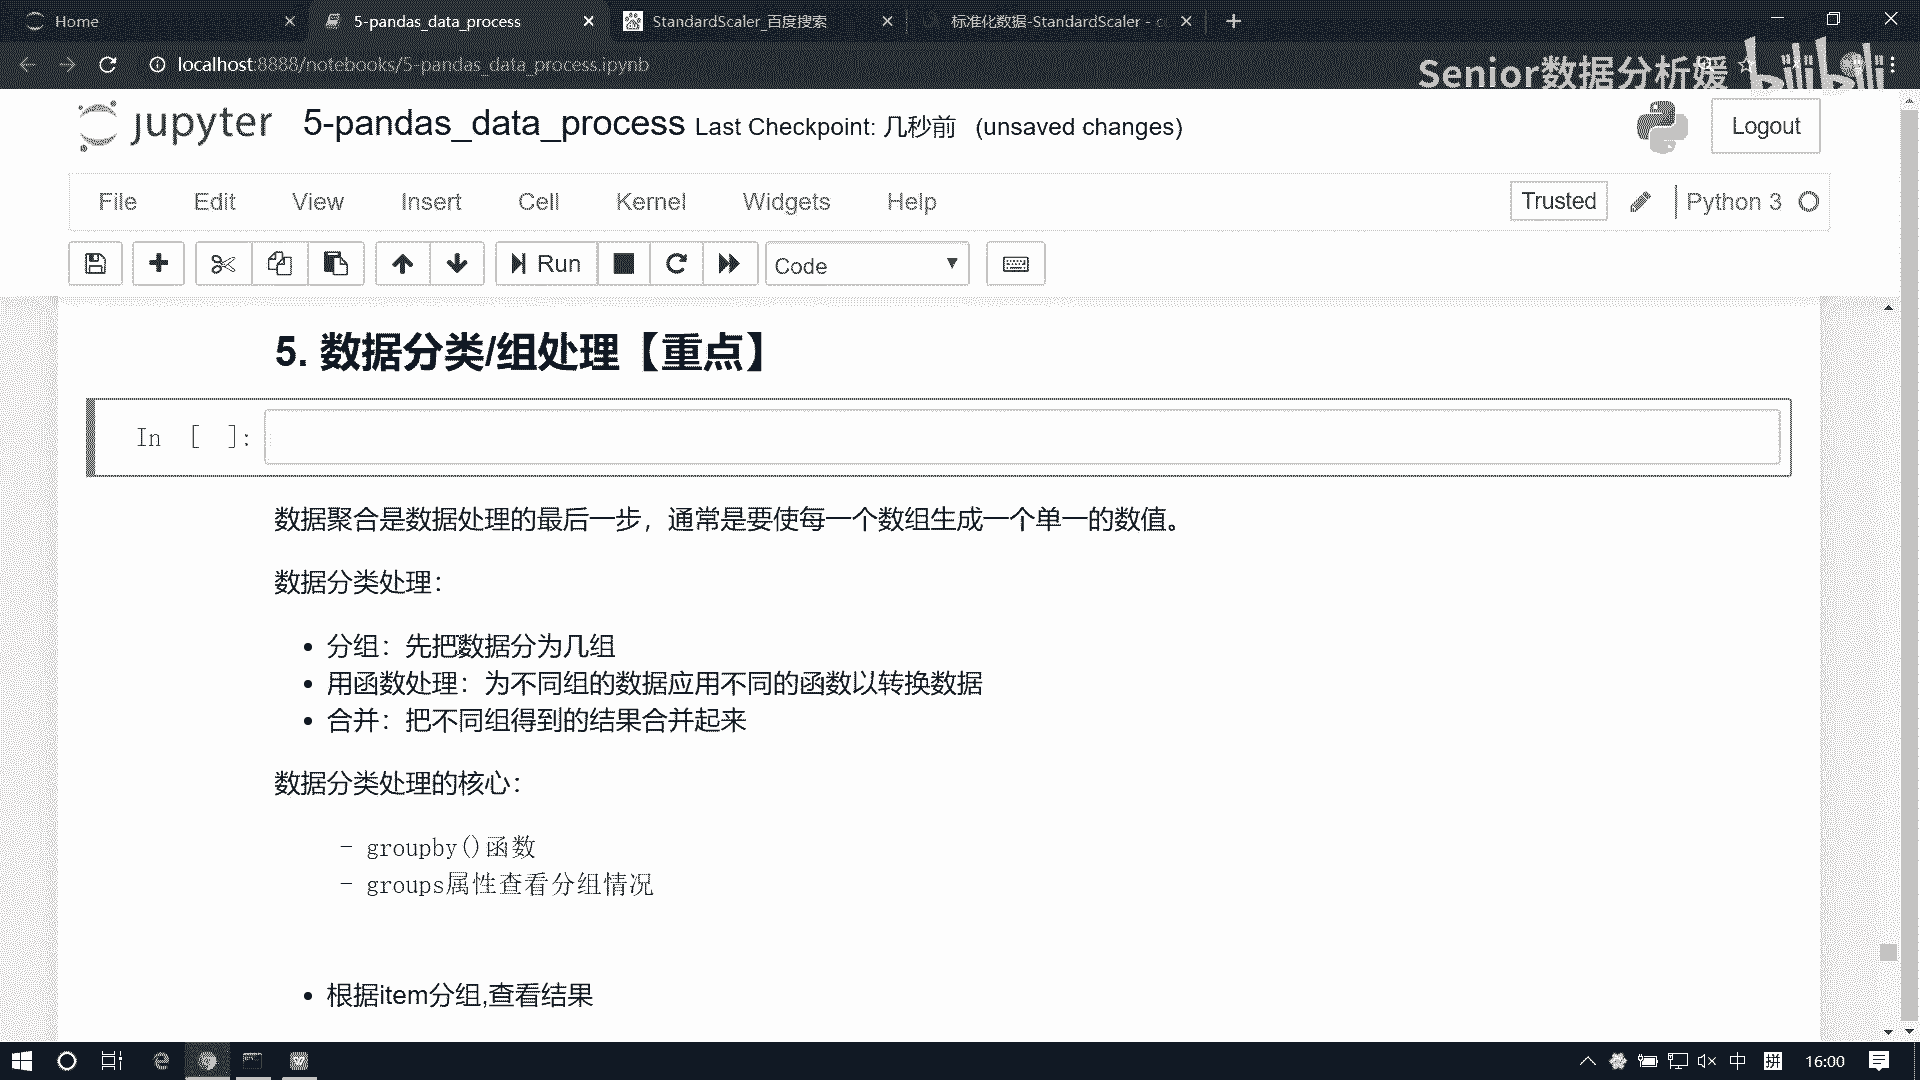 Home
5-pandas_data_process
StandardScaler_百度搜索
标准化数据-StandardScaler - c
localhost:8888/notebooks/5-pandas_data_process.ipynb
Senior数据分析媛 bilibili
jupyter 5-pandas_data_process Last Checkpoint: 几秒前 (unsaved changes)
Logout
File Edit View Insert Cell Kernel Widgets Help
Trusted Python 3
Run Code
5. 数据分类/组处理【重点】
In [ ]:
数据聚合是数据处理的最后一步，通常是要使每一个数组生成一个单一的数值。
数据分类处理：
• 分组：先把数据分为几组
• 用函数处理：为不同组的数据应用不同的函数以转换数据
• 合并：把不同组得到的结果合并起来
数据分类处理的核心：
- groupby()函数
- groups属性查看分组情况
• 根据item分组,查看结果
中 拼 16:00